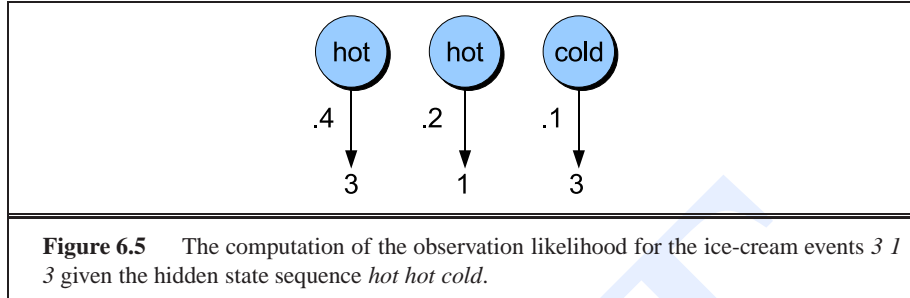 hot hot cold
.4 .2 .1
3 1 3
Figure 6.5 The computation of the observation likelihood for the ice-cream events 3 1
3 given the hidden state sequence hot hot cold.